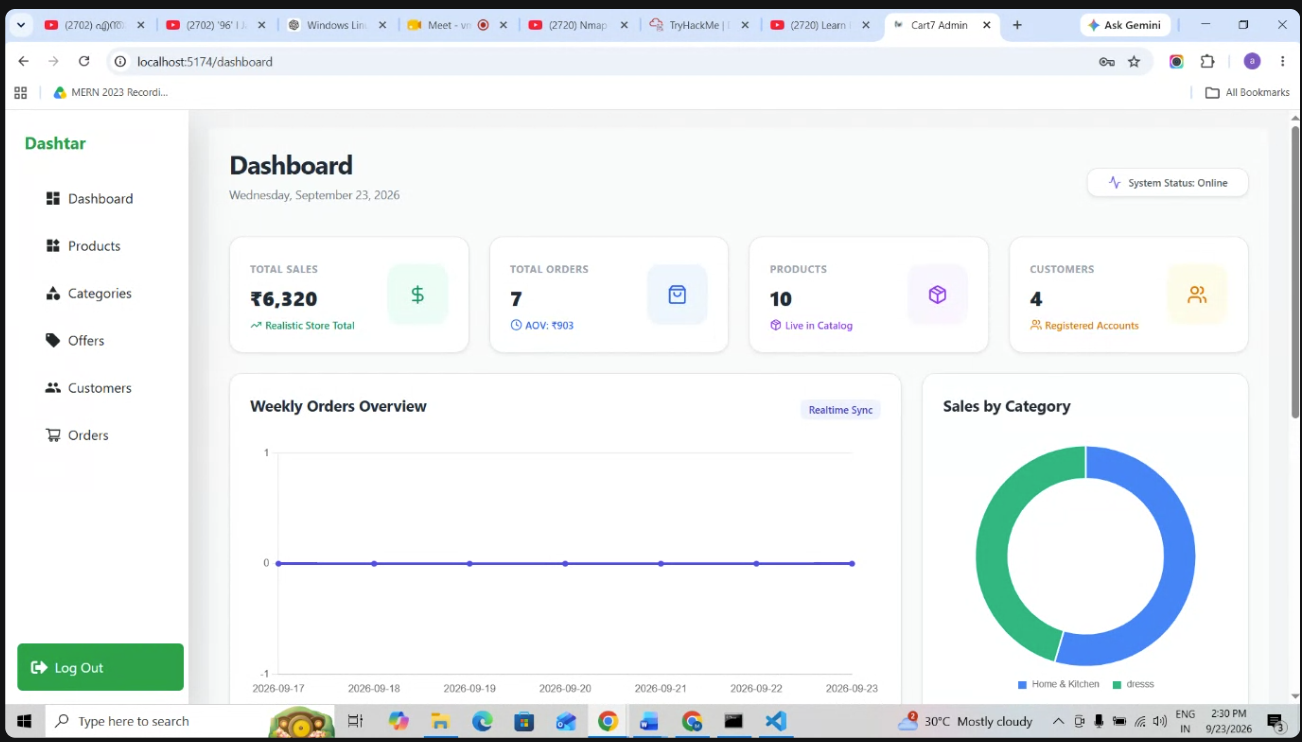 (2702) എന്ന
(2702) '96' I J
Windows Lin
Meet - vn
(2720) Nmap
TryHackMe |
(2720) Learn
Cart7 Admin
Ask Gemini
localhost:5174/dashboard
a
MERN 2023 Recordi...
All Bookmarks
Dashtar
Dashboard
Products
Categories
Offers
Customers
Orders
Log Out
Dashboard
Wednesday, September 23, 2026
System Status: Online
TOTAL SALES
₹6,320
Realistic Store Total
TOTAL ORDERS
7
AOV: ₹903
PRODUCTS
10
Live in Catalog
CUSTOMERS
4
Registered Accounts
Weekly Orders Overview
Realtime Sync
1
0
-1
2026-09-17 2026-09-18 2026-09-19 2026-09-20 2026-09-21 2026-09-22 2026-09-23
Sales by Category
Home & Kitchen dresss
Type here to search
2
30°C Mostly cloudy
ENG
IN
2:30 PM
9/23/2026
3